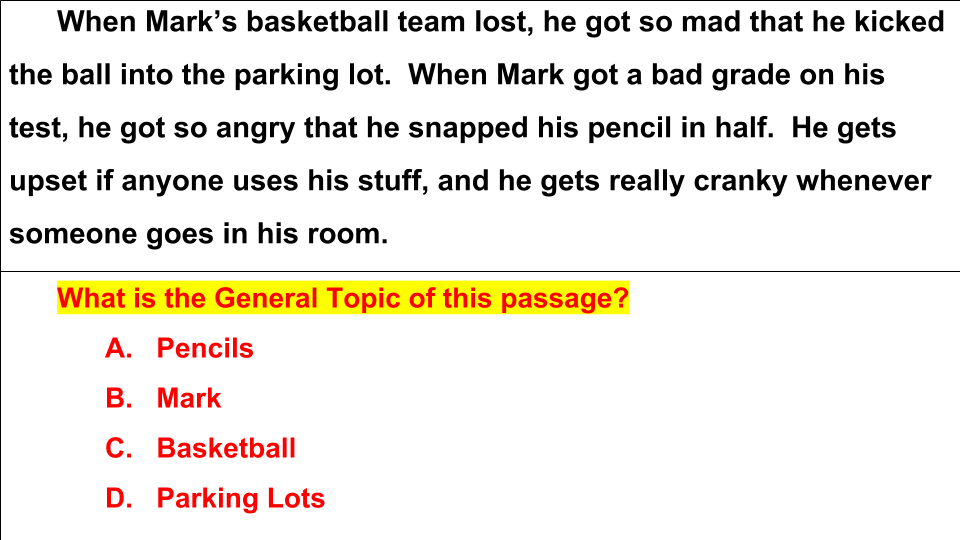 When Mark’s basketball team lost, he got so mad that he kicked
the ball into the parking lot.  When Mark got a bad grade on his
test, he got so angry that he snapped his pencil in half.  He gets
upset if anyone uses his stuff, and he gets really cranky whenever
someone goes in his room.
What is the General Topic of this passage?
A. Pencils
B. Mark
C. Basketball
D. Parking Lots